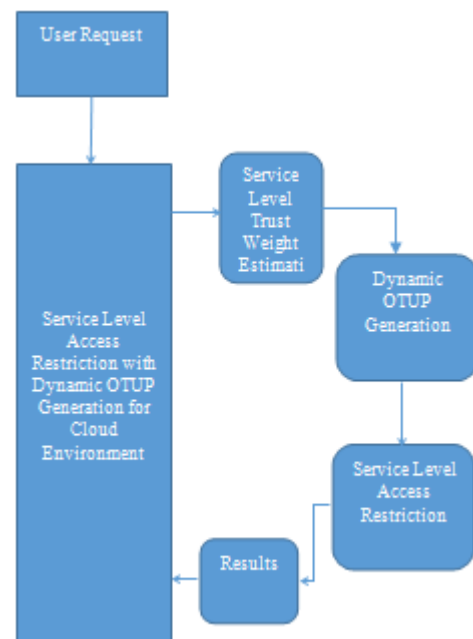 User Request
Service
Level
Trust
Weight
Estimati
Dynamic
OTUP
Generation
Service Level
Access
Restriction with
Dynamic OTUP
Generation for
Cloud
Environment
Service Level
Access
Restriction
Results